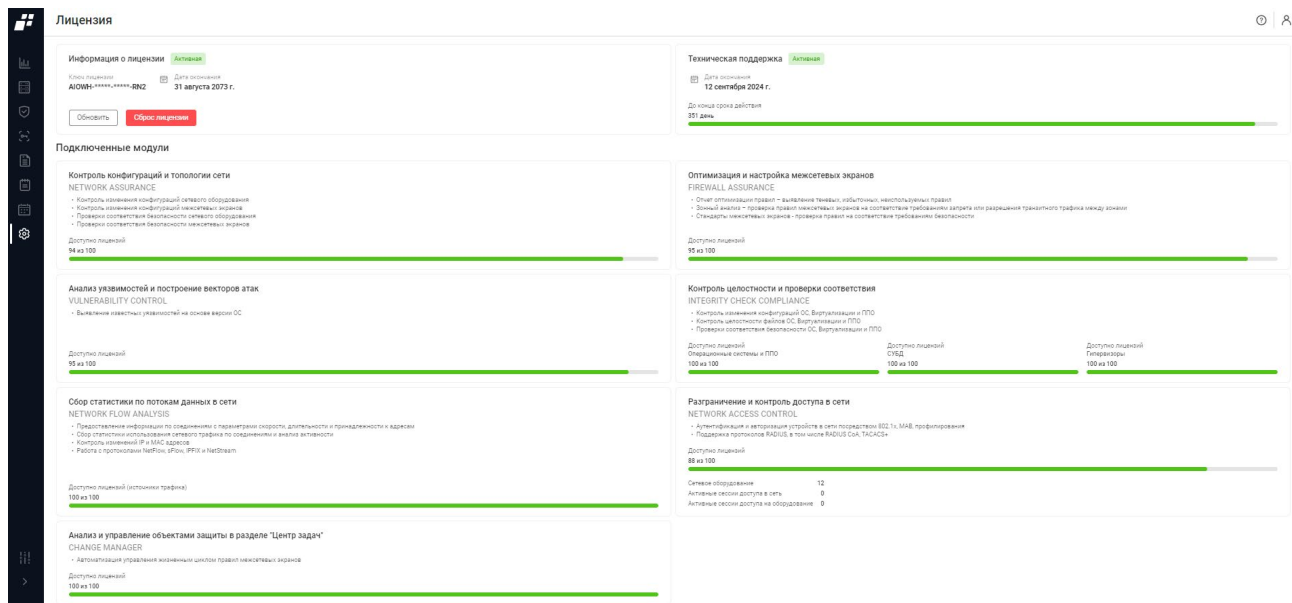 Лицензия
Информация о лицензии Активная
Ключ лицензии
AIOWH-*****-*****-RN2
Дата окончания
31 августа 2073 г.
Обновить
Сброс лицензии
Техническая поддержка Активная
Дата окончания
12 сентября 2024 г.
До конца срока действия
351 день
Подключенные модули
Контроль конфигураций и топологии сети
NETWORK ASSURANCE
• Контроль изменения конфигураций сетевого оборудования
• Контроль изменения конфигураций межсетевых экранов
• Проверки соответствия безопасности сетевого оборудования
• Проверки соответствия безопасности межсетевых экранов
Доступно лицензий
94 из 100
Оптимизация и настройка межсетевых экранов
FIREWALL ASSURANCE
• Отчет оптимизации правил – выявление теневых, избыточных, неиспользуемых правил
• Зонный анализ – проверка правил межсетевых экранов на соответствие требованиям запрета или разрешения транзитного трафика между зонами
• Стандарты межсетевых экранов - проверка правил на соответствие требованиям безопасности
Доступно лицензий
95 из 100
Анализ уязвимостей и построение векторов атак
VULNERABILITY CONTROL
• Выявление известных уязвимостей на основе версии ОС
Доступно лицензий
95 из 100
Контроль целостности и проверки соответствия
INTEGRITY CHECK COMPLIANCE
• Контроль изменения конфигураций ОС, Виртуализации и ППО
• Контроль целостности файлов ОС, Виртуализации и ППО
• Проверки соответствия безопасности ОС, Виртуализации и ППО
Доступно лицензий
Операционные системы и ППО
100 из 100
Доступно лицензий
СУБД
100 из 100
Доступно лицензий
Гипервизоры
100 из 100
Сбор статистики по потокам данных в сети
NETWORK FLOW ANALYSIS
• Предоставление информации по соединениям с параметрами скорости, длительности и принадлежности к адресам
• Сбор статистики использования сетевого трафика по соединениям и анализ активности
• Контроль изменений IP и MAC адресов
• Работа с протоколами NetFlow, sFlow, IPFIX и NetStream
Доступно лицензий (источники трафика)
100 из 100
Разграничение и контроль доступа в сети
NETWORK ACCESS CONTROL
• Аутентификация и авторизация устройств в сети посредством 802.1x, MAB, профилирования
• Поддержка протоколов RADIUS, в том числе RADIUS CoA, TACACS+
Доступно лицензий
88 из 100
Сетевое оборудование 12
Активные сессии доступа в сеть 0
Активные сессии доступа на оборудование 0
Анализ и управление объектами защиты в разделе "Центр задач"
CHANGE MANAGER
• Автоматизация управления жизненным циклом правил межсетевых экранов
Доступно лицензий
100 из 100